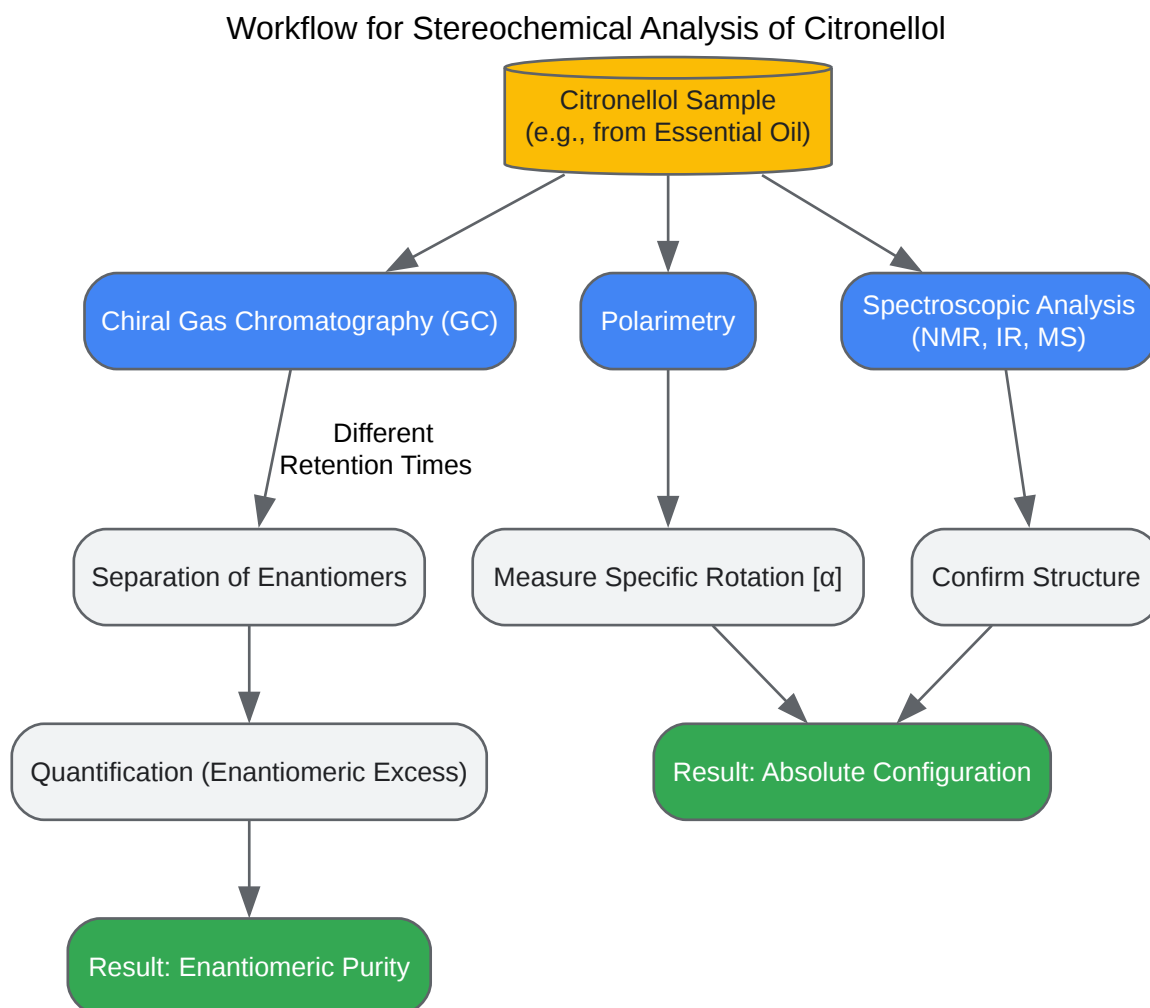 Workflow for Stereochemical Analysis of Citronellol
Citronellol Sample
(e.g., from Essential Oil)
Chiral Gas Chromatography (GC)
Polarimetry
Spectroscopic Analysis
(NMR, IR, MS)
Different
Retention Times
Separation of Enantiomers
Measure Specific Rotation [α]
Confirm Structure
Quantification (Enantiomeric Excess)
Result: Absolute Configuration
Result: Enantiomeric Purity